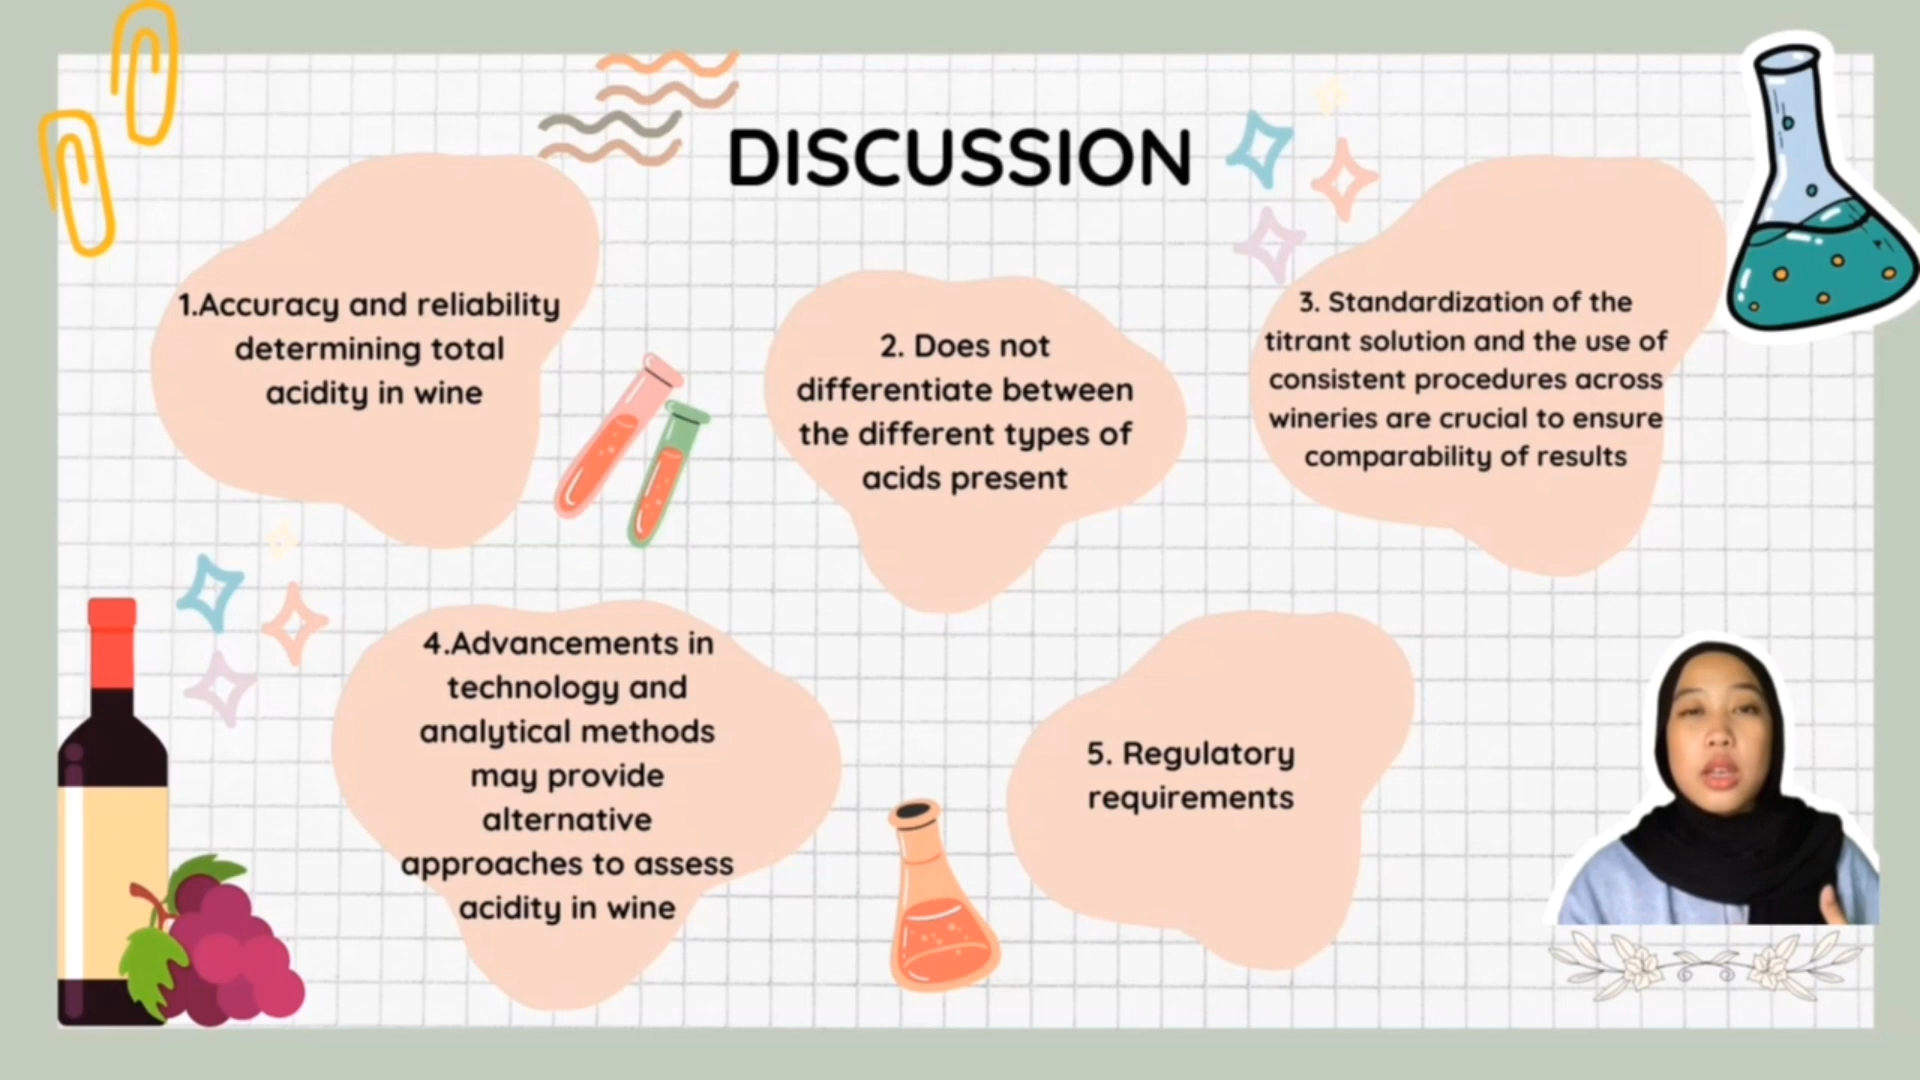 DISCUSSION
1.Accuracy and reliability
determining total
acidity in wine
2. Does not
differentiate between
the different types of
acids present
3. Standardization of the
titrant solution and the use of
consistent procedures across
wineries are crucial to ensure
comparability of results
4.Advancements in
technology and
analytical methods
may provide
alternative
approaches to assess
acidity in wine
5. Regulatory
requirements